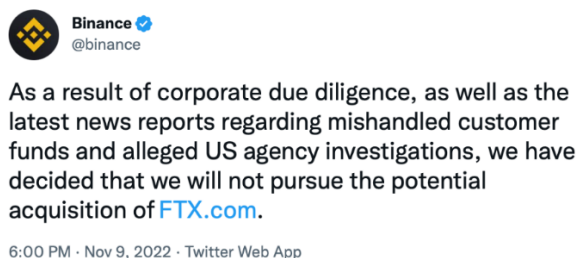 Binance
@binance
As a result of corporate due diligence, as well as the
latest news reports regarding mishandled customer
funds and alleged US agency investigations, we have
decided that we will not pursue the potential
acquisition of FTX.com.
6:00 PM · Nov 9, 2022 · Twitter Web App